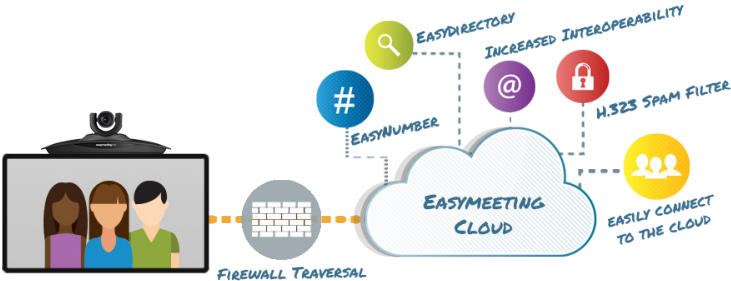 EasyDirectory
Increased Interoperability
#
@
H.323 Spam Filter
EasyNumber
Easymeeting
Cloud
easily connect
to the cloud
Firewall Traversal